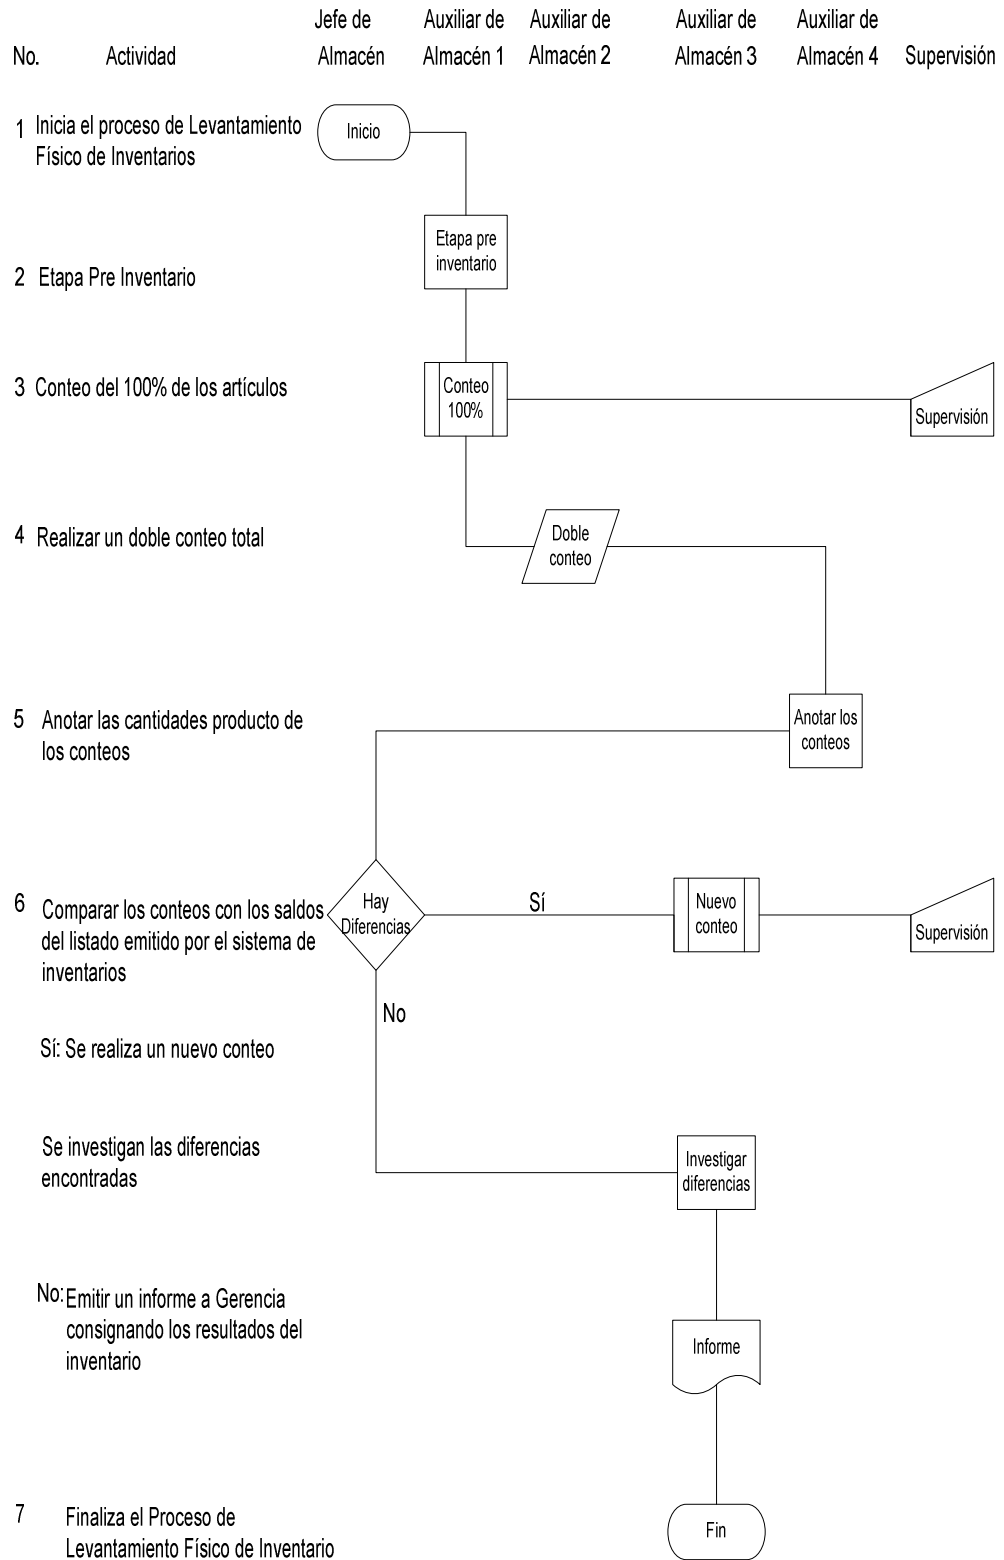 Jefe de Auxiliar de Auxiliar de Auxiliar de Auxiliar de
No. Actividad Almacén Almacén 1 Almacén 2 Almacén 3 Almacén 4 Supervisión
1 Inicia el proceso de Levantamiento
Físico de Inventarios
Inicio
Etapa pre
inventario
2 Etapa Pre Inventario
3 Conteo del 100% de los artículos
Conteo
100%
Supervisión
4 Realizar un doble conteo total
Doble
conteo
5 Anotar las cantidades producto de
los conteos
Anotar los
conteos
6 Comparar los conteos con los saldos
del listado emitido por el sistema de
inventarios
Hay
Diferencias
Sí
Nuevo
conteo
Supervisión
No
Sí: Se realiza un nuevo conteo
Se investigan las diferencias
encontradas
Investigar
diferencias
No: Emitir un informe a Gerencia
consignando los resultados del
inventario
Informe
7 Finaliza el Proceso de
Levantamiento Físico de Inventario
Fin